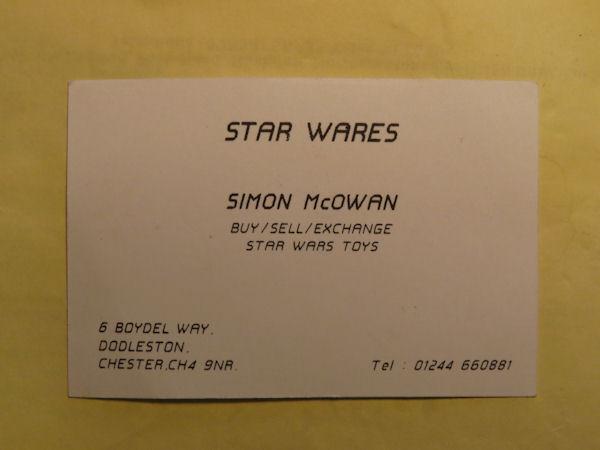 STAR WARES
SIMON McOWAN
BUY/SELL/EXCHANGE
STAR WARS TOYS
6 BOYDEL WAY.
DODLESTON.
CHESTER.CH4 9NR.
Tel : 01244 660881